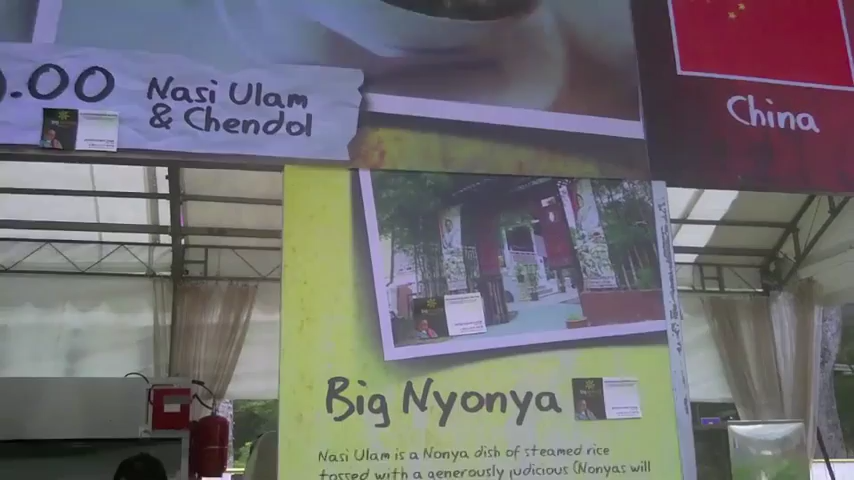 .00
Nasi Ulam
& Chendol
China
Big Nyonya
Nasi Ulam is a Nonya dish of steamed rice
tossed with a generously judicious (Nonyas will